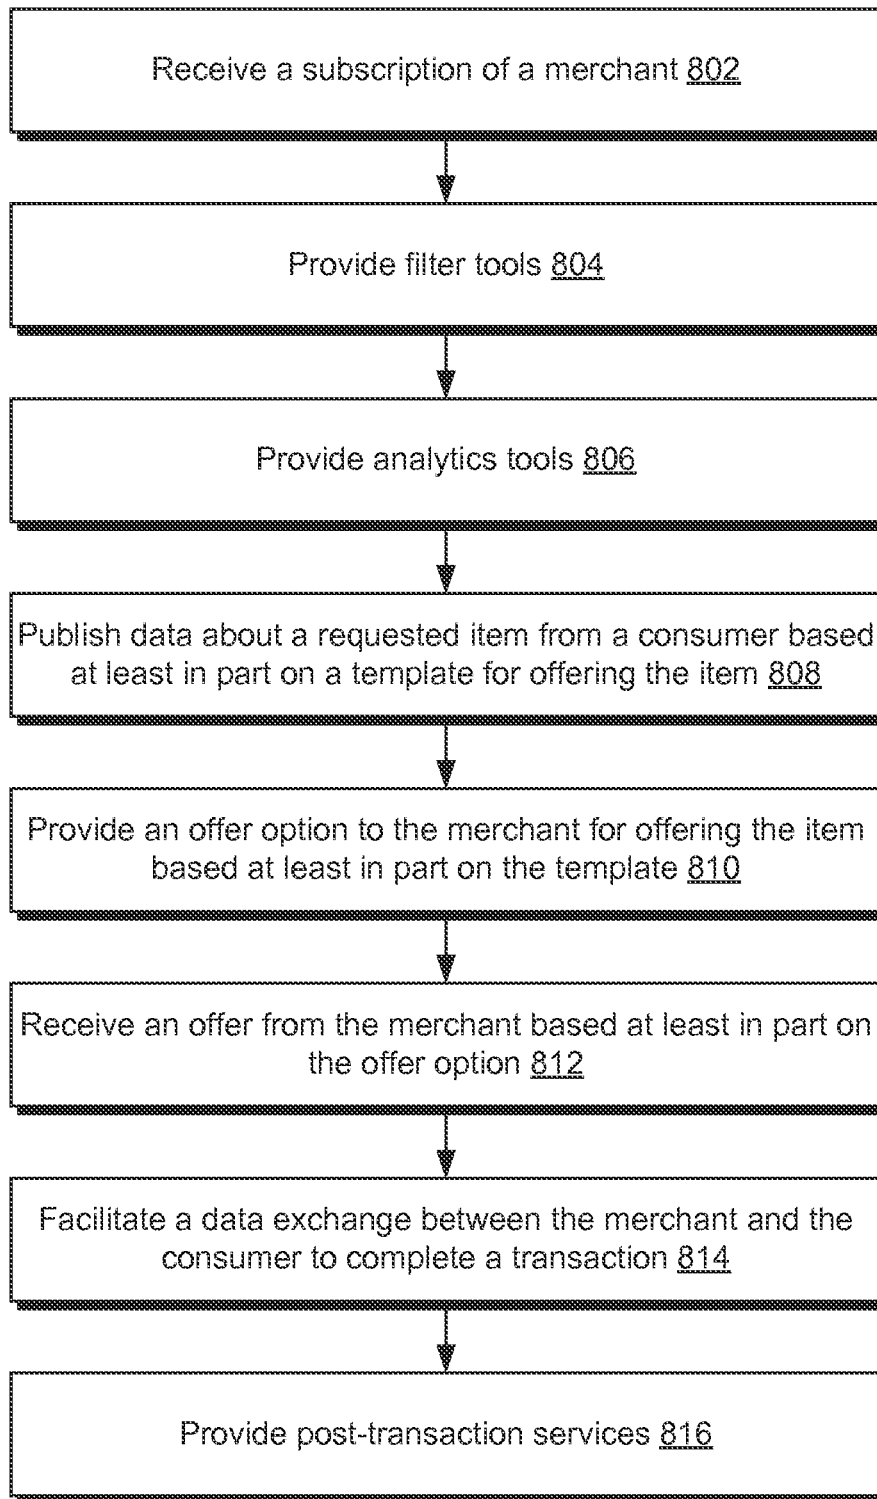 Receive a subscription of a merchant 802
Provide filter tools 804
Provide analytics tools 806
Publish data about a requested item from a consumer based
at least in part on a template for offering the item 808
Provide an offer option to the merchant for offering the item
based at least in part on the template 810
Receive an offer from the merchant based at least in part on
the offer option 812
Facilitate a data exchange between the merchant and the
consumer to complete a transaction 814
Provide post-transaction services 816